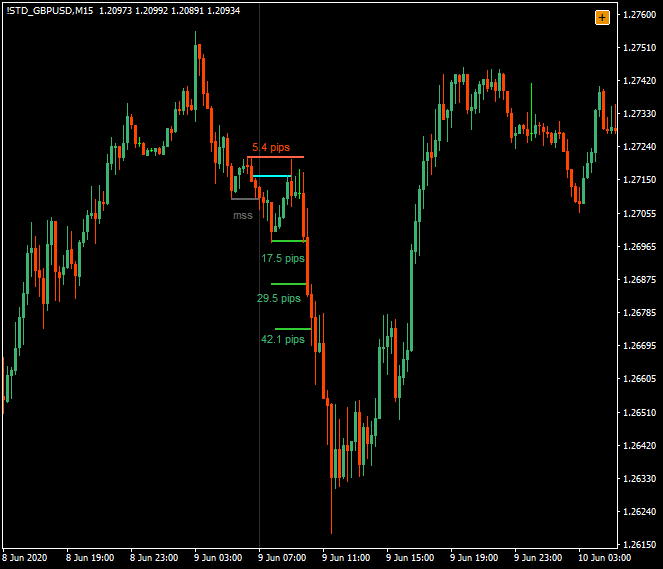 !STD_GBPUSD,M15 1.20973 1.20992 1.20891 1.20934
+
1.27600
1.27510
1.27420
1.27330
1.27240
1.27150
1.27055
1.26965
1.26875
1.26785
1.26695
1.26605
1.26510
1.26420
1.26330
1.26240
1.26150
5.4 pips
mss
17.5 pips
29.5 pips
42.1 pips
8 Jun 2020 8 Jun 19:00 8 Jun 23:00 9 Jun 03:00 9 Jun 07:00 9 Jun 11:00 9 Jun 15:00 9 Jun 19:00 9 Jun 23:00 10 Jun 03:00